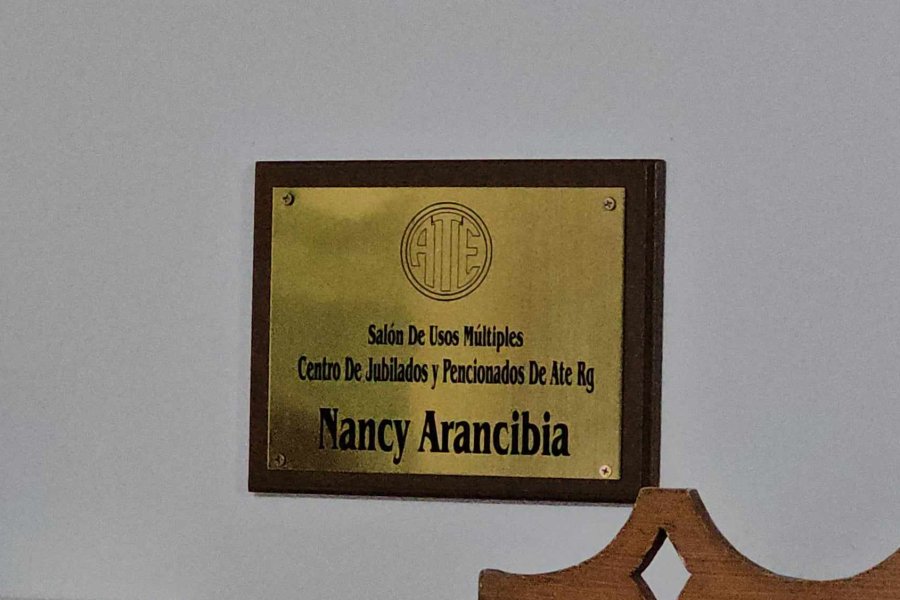 ATE
Salón De Usos Múltiples
Centro De Jubilados y Pencionados De Ate Rg
Nancy Arancibia